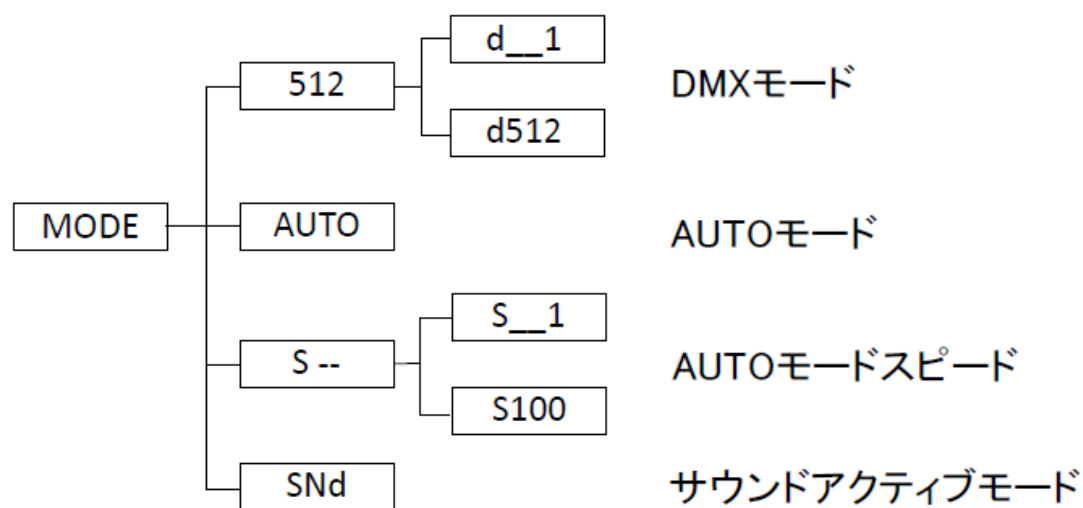 d__1
512
DMXモード
d512
MODE
AUTO
AUTOモード
S__1
S --
AUTOモードスピード
S100
SNd
サウンドアクティブモード